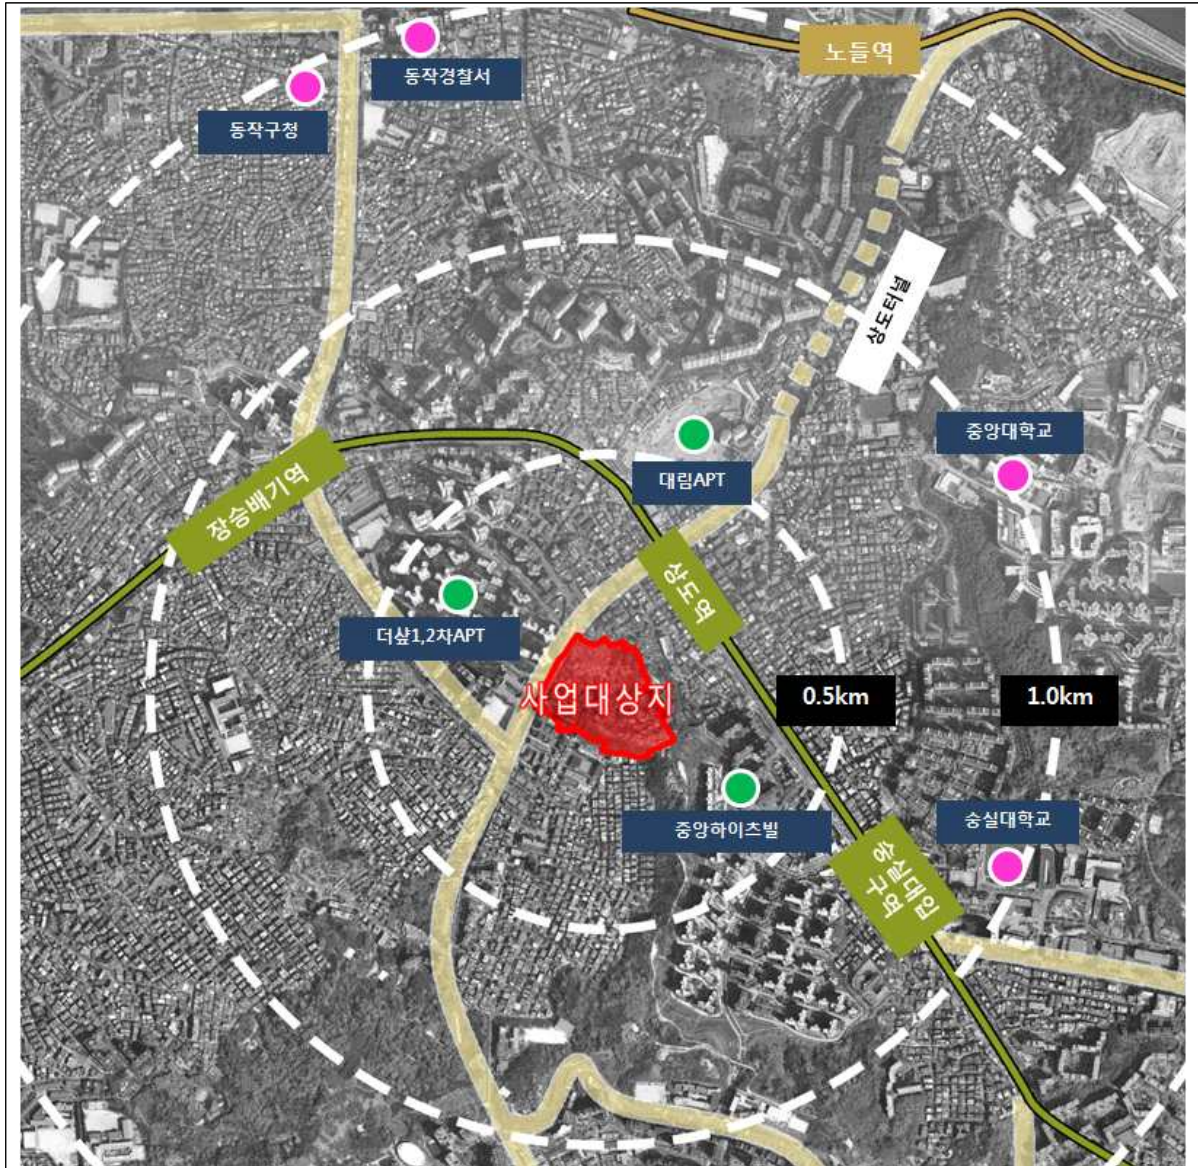 노들역
동작경찰서
동작구청
상도터널
중앙대학교
대림APT
장승배기역
상도역
더샾1,2차APT
사업대상지
0.5km
1.0km
중앙하이츠빌
숭실대학교
숭실대입
구역